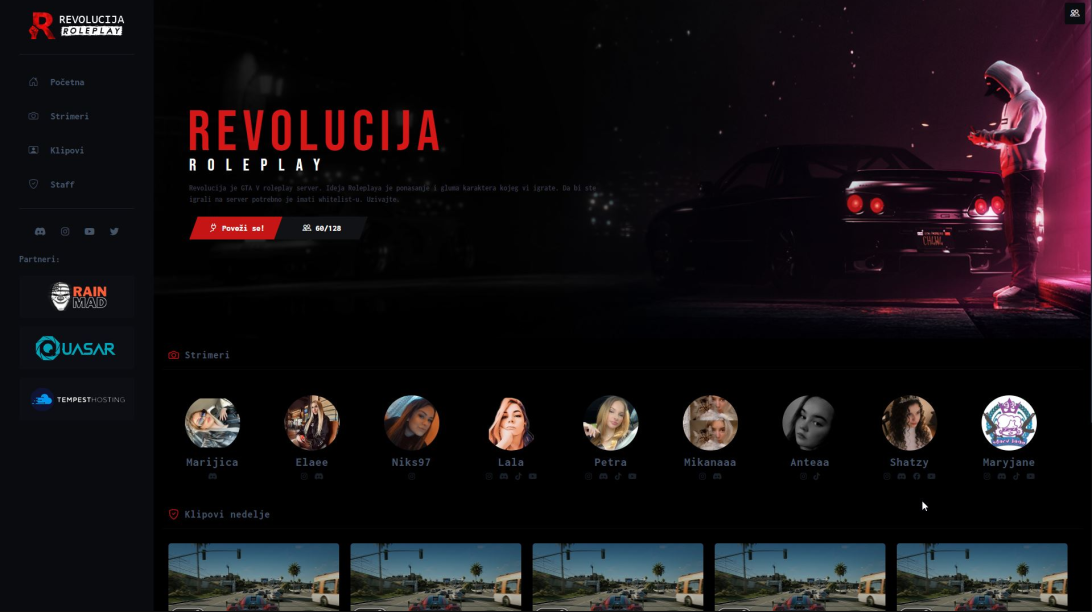 REVOLUCIJA
ROLEPLAY
Početna
Strimeri
Klipovi
Staff
Partneri:
RAIN
MAD
QUASAR
TEMPESTHOSTING
REVOLUCIJA
ROLEPLAY
Revolucija je GTA V roleplay server. Ideja Roleplaya je ponasanje i gluma karaktera kojeg vi igrate. Da bi ste
igrali na server potrebno je imati whitelist-u. Uzivajte.
Poveži se!
60/128
Strimeri
Marijica
Elaee
Niks97
Lala
Petra
Mikanaaa
Anteaa
Shatzy
Maryjane
Klipovi nedelje